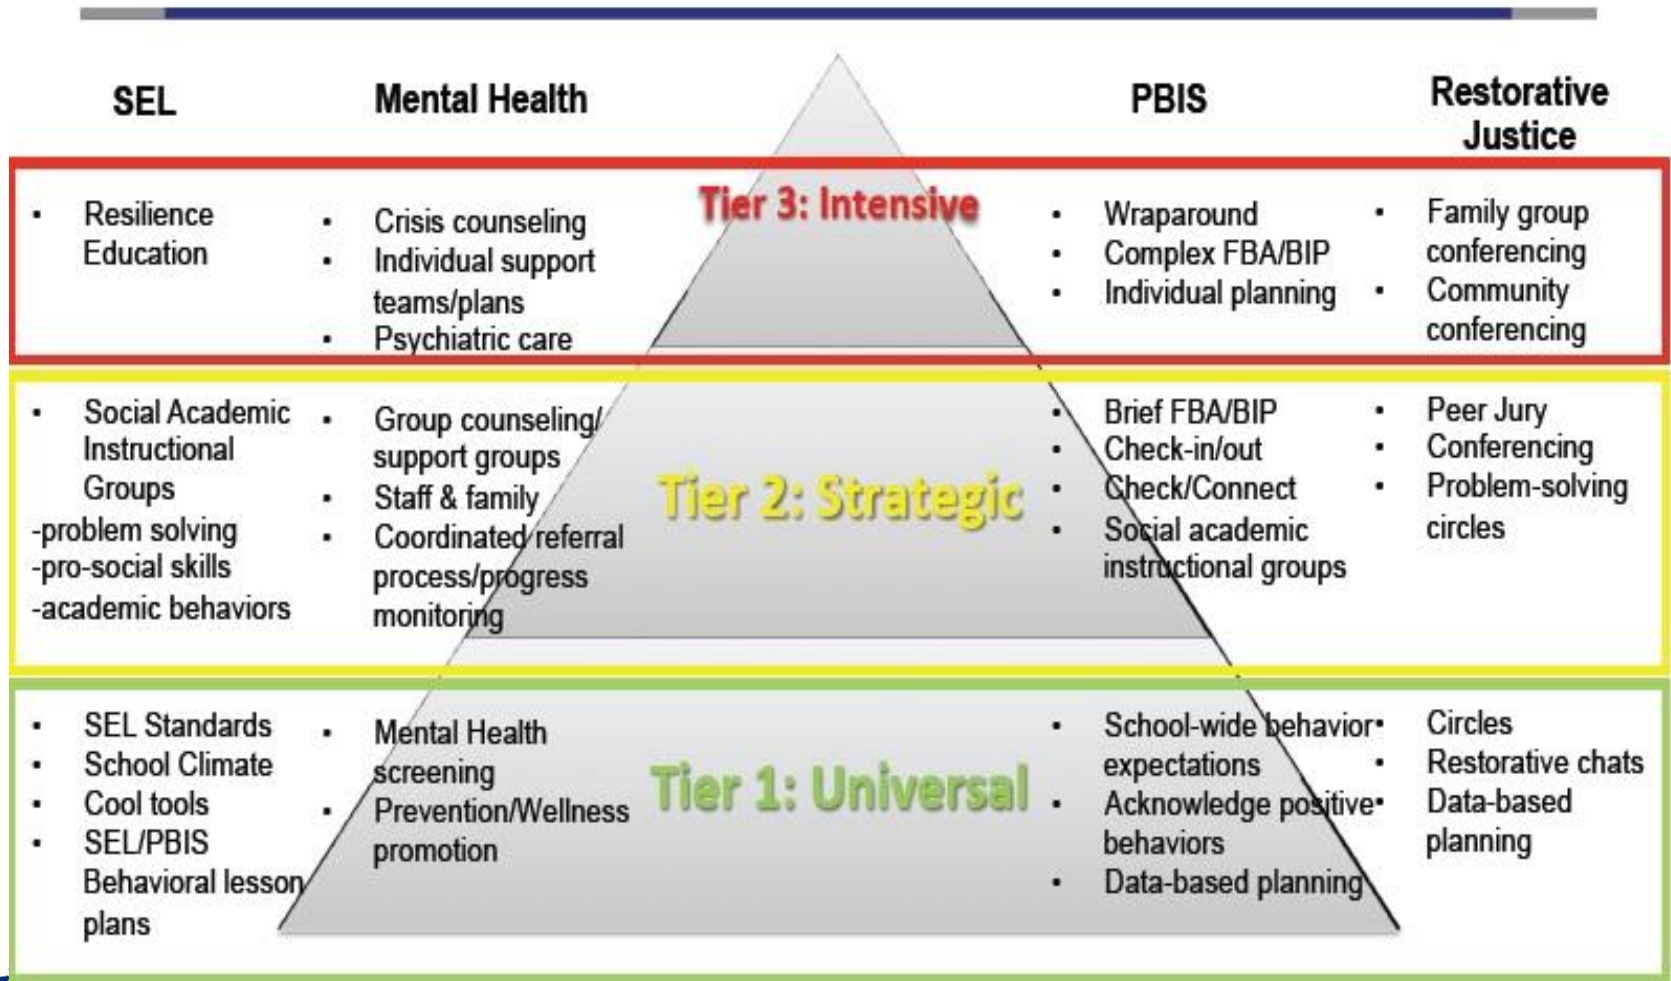 SEL
Mental Health
PBIS
Restorative
Justice
Tier 3: Intensive
▪ Resilience
Education
▪ Crisis counseling
▪ Individual support
teams/plans
▪ Psychiatric care
▪ Wraparound
▪ Complex FBA/BIP
▪ Individual planning
▪ Family group
conferencing
▪ Community
conferencing
Tier 2: Strategic
▪ Social Academic
Instructional
Groups
-problem solving
-pro-social skills
-academic behaviors
▪ Group counseling/
support groups
▪ Staff & family
▪ Coordinated referral
process/progress
monitoring
▪ Brief FBA/BIP
▪ Check-in/out
▪ Check/Connect
▪ Social academic
instructional groups
▪ Peer Jury
▪ Conferencing
▪ Problem-solving
circles
Tier 1: Universal
▪ SEL Standards
▪ School Climate
▪ Cool tools
▪ SEL/PBIS
Behavioral lesson
plans
▪ Mental Health
screening
▪ Prevention/Wellness
promotion
▪ School-wide behavior
expectations
▪ Acknowledge positive
behaviors
▪ Data-based planning
▪ Circles
▪ Restorative chats
▪ Data-based
planning